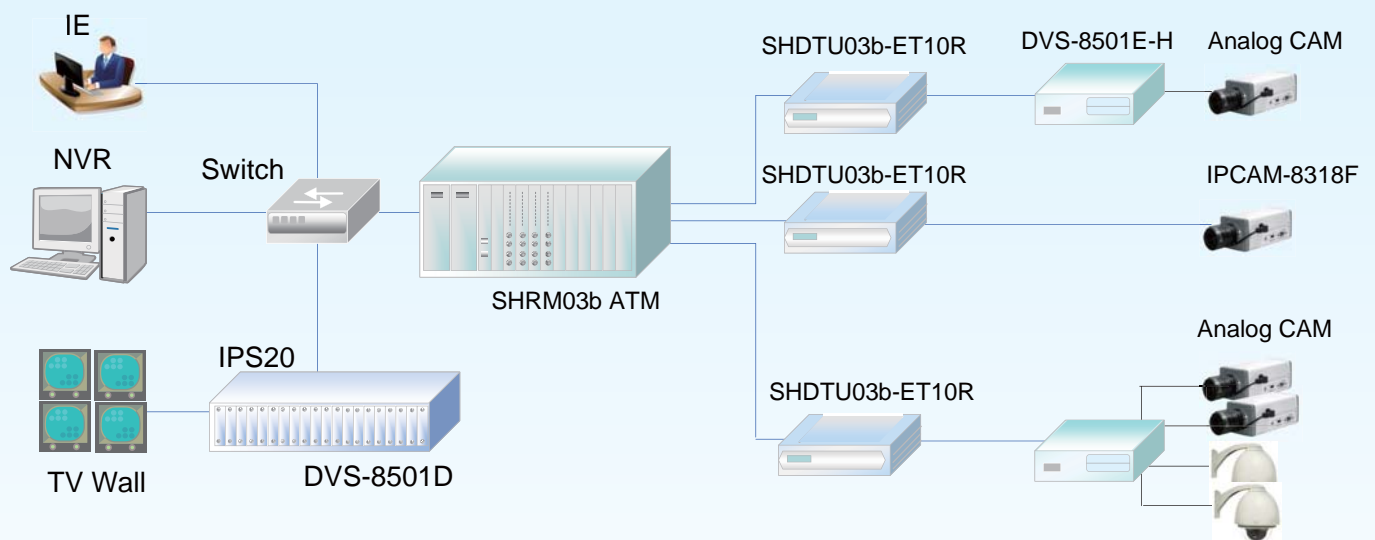 IE
SHDTU03b-ET10R
DVS-8501E-H
Analog CAM
NVR
Switch
SHDTU03b-ET10R
IPCAM-8318F
SHRM03b ATM
Analog CAM
IPS20
SHDTU03b-ET10R
TV Wall
DVS-8501D